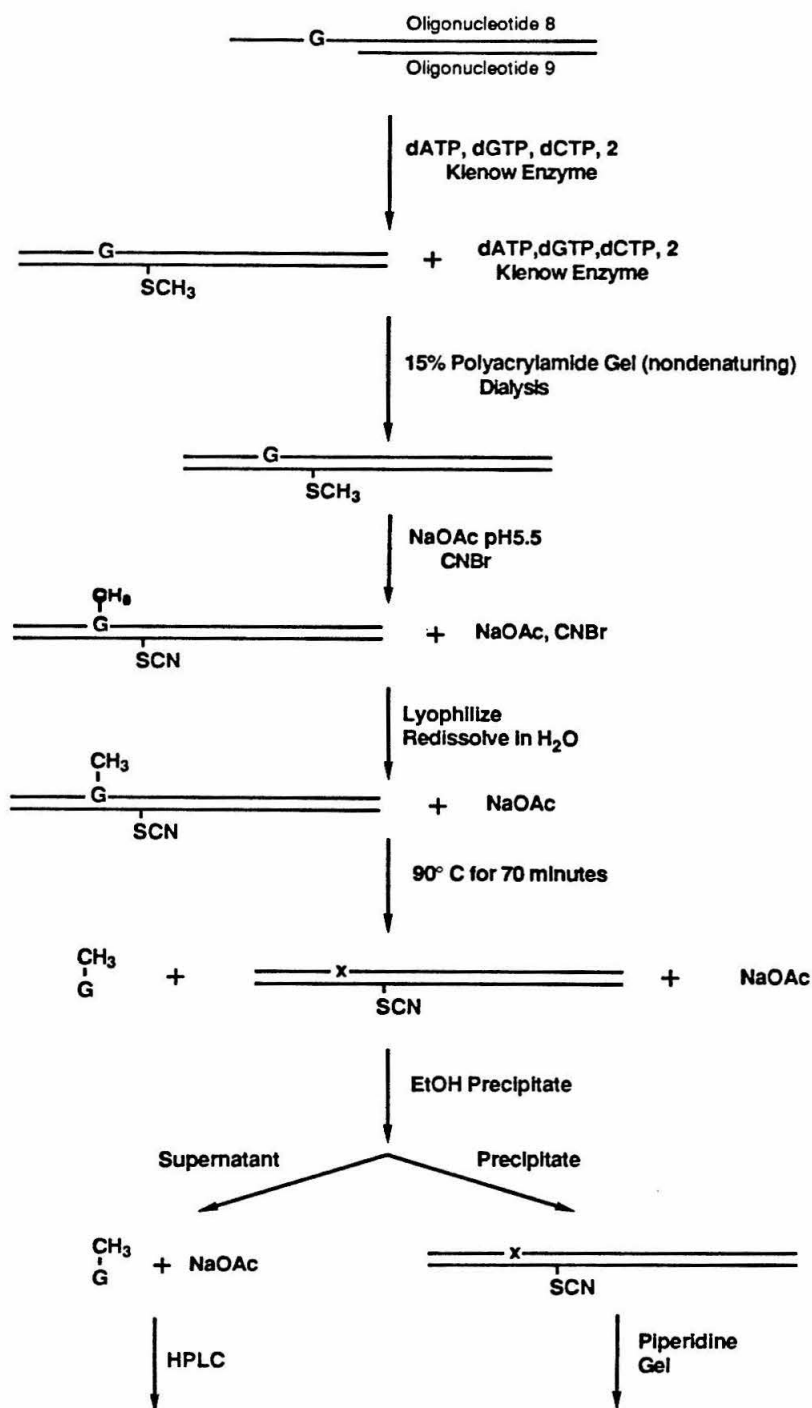 Oligonucleotide 8
G
Oligonucleotide 9
dATP, dGTP, dCTP, 2
Klenow Enzyme
G
SCH3
+
dATP,dGTP,dCTP, 2
Klenow Enzyme
15% Polyacrylamide Gel (nondenaturing)
Dialysis
G
SCH3
NaOAc pH5.5
CNBr
CH3
G
SCN
+ NaOAc, CNBr
Lyophilize
Redissolve in H2O
CH3
G
SCN
+ NaOAc
90° C for 70 minutes
CH3
G
+
x
SCN
+ NaOAc
EtOH Precipitate
Supernatant
Precipitate
CH3
G
+ NaOAc
x
SCN
HPLC
Piperidine
Gel